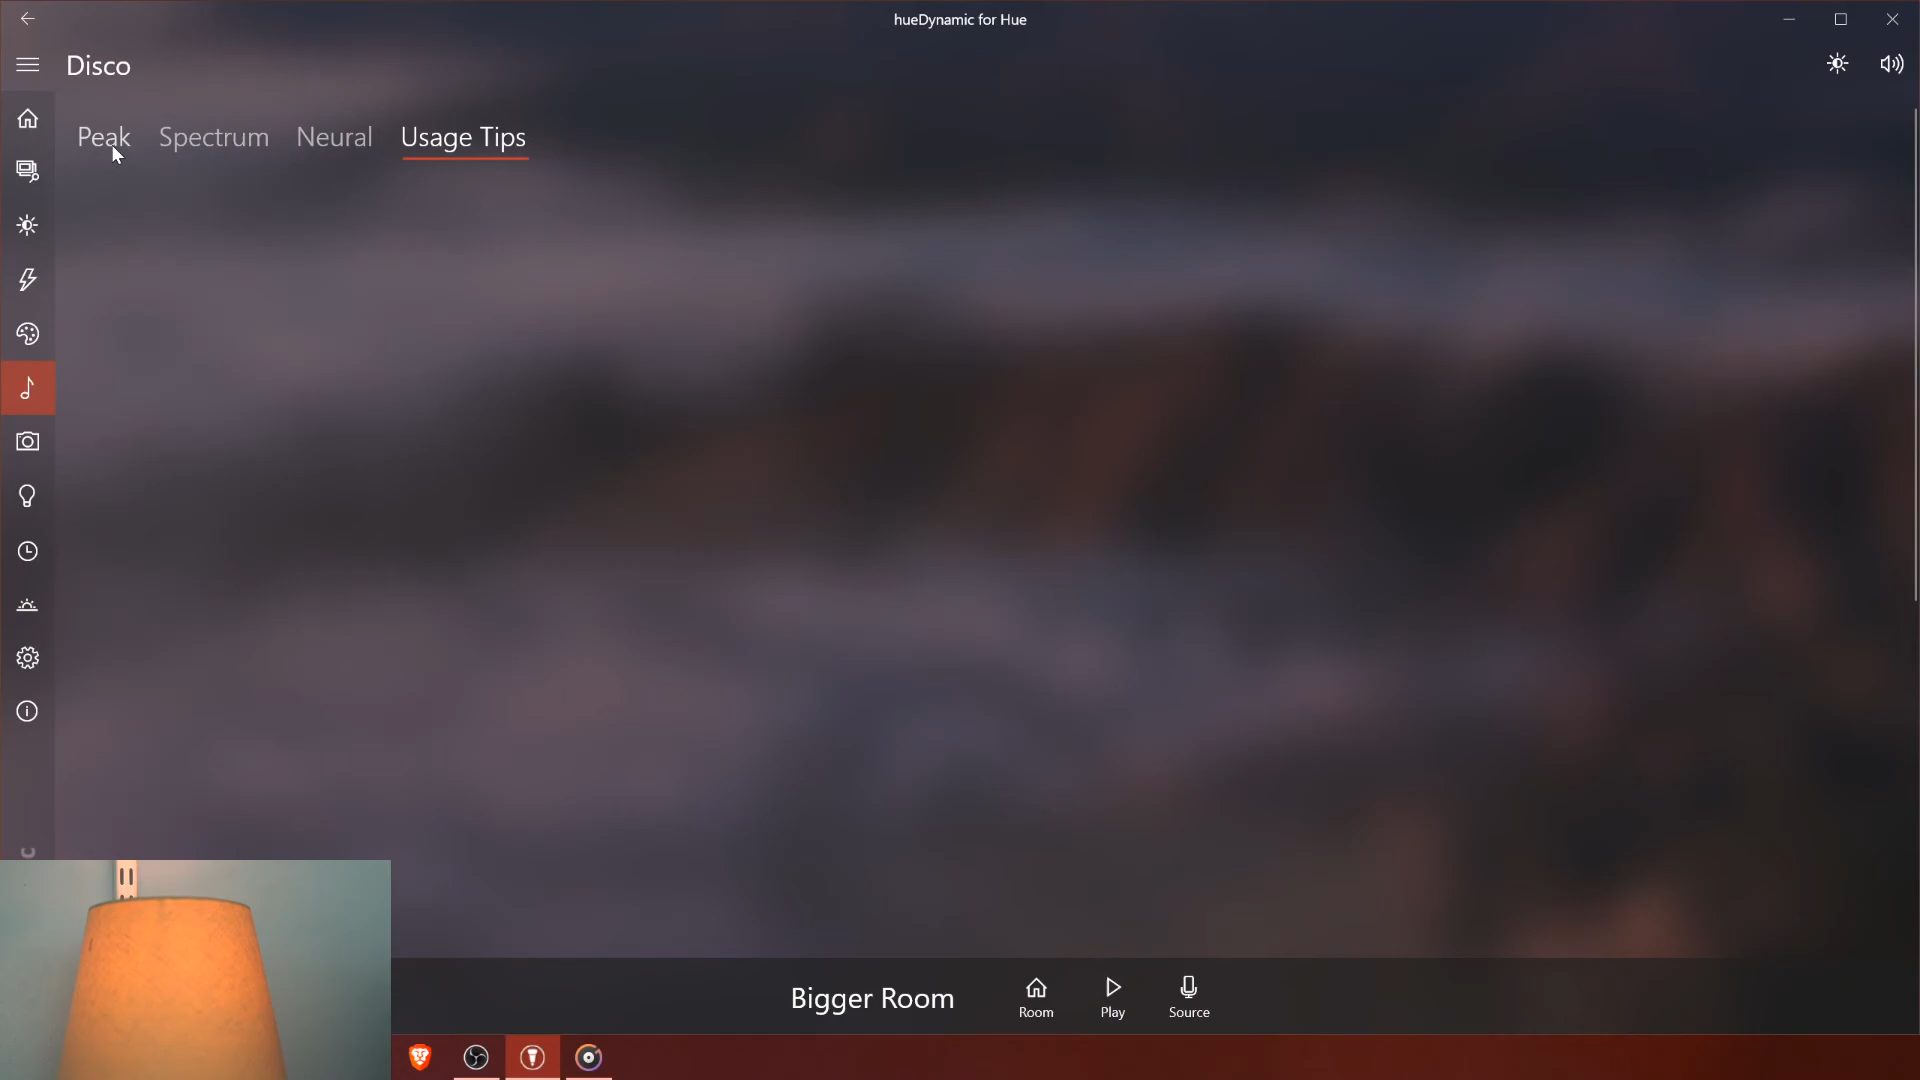 hueDynamic for Hue
Disco
Peak Spectrum Neural Usage Tips
Bigger Room
Room Play Source